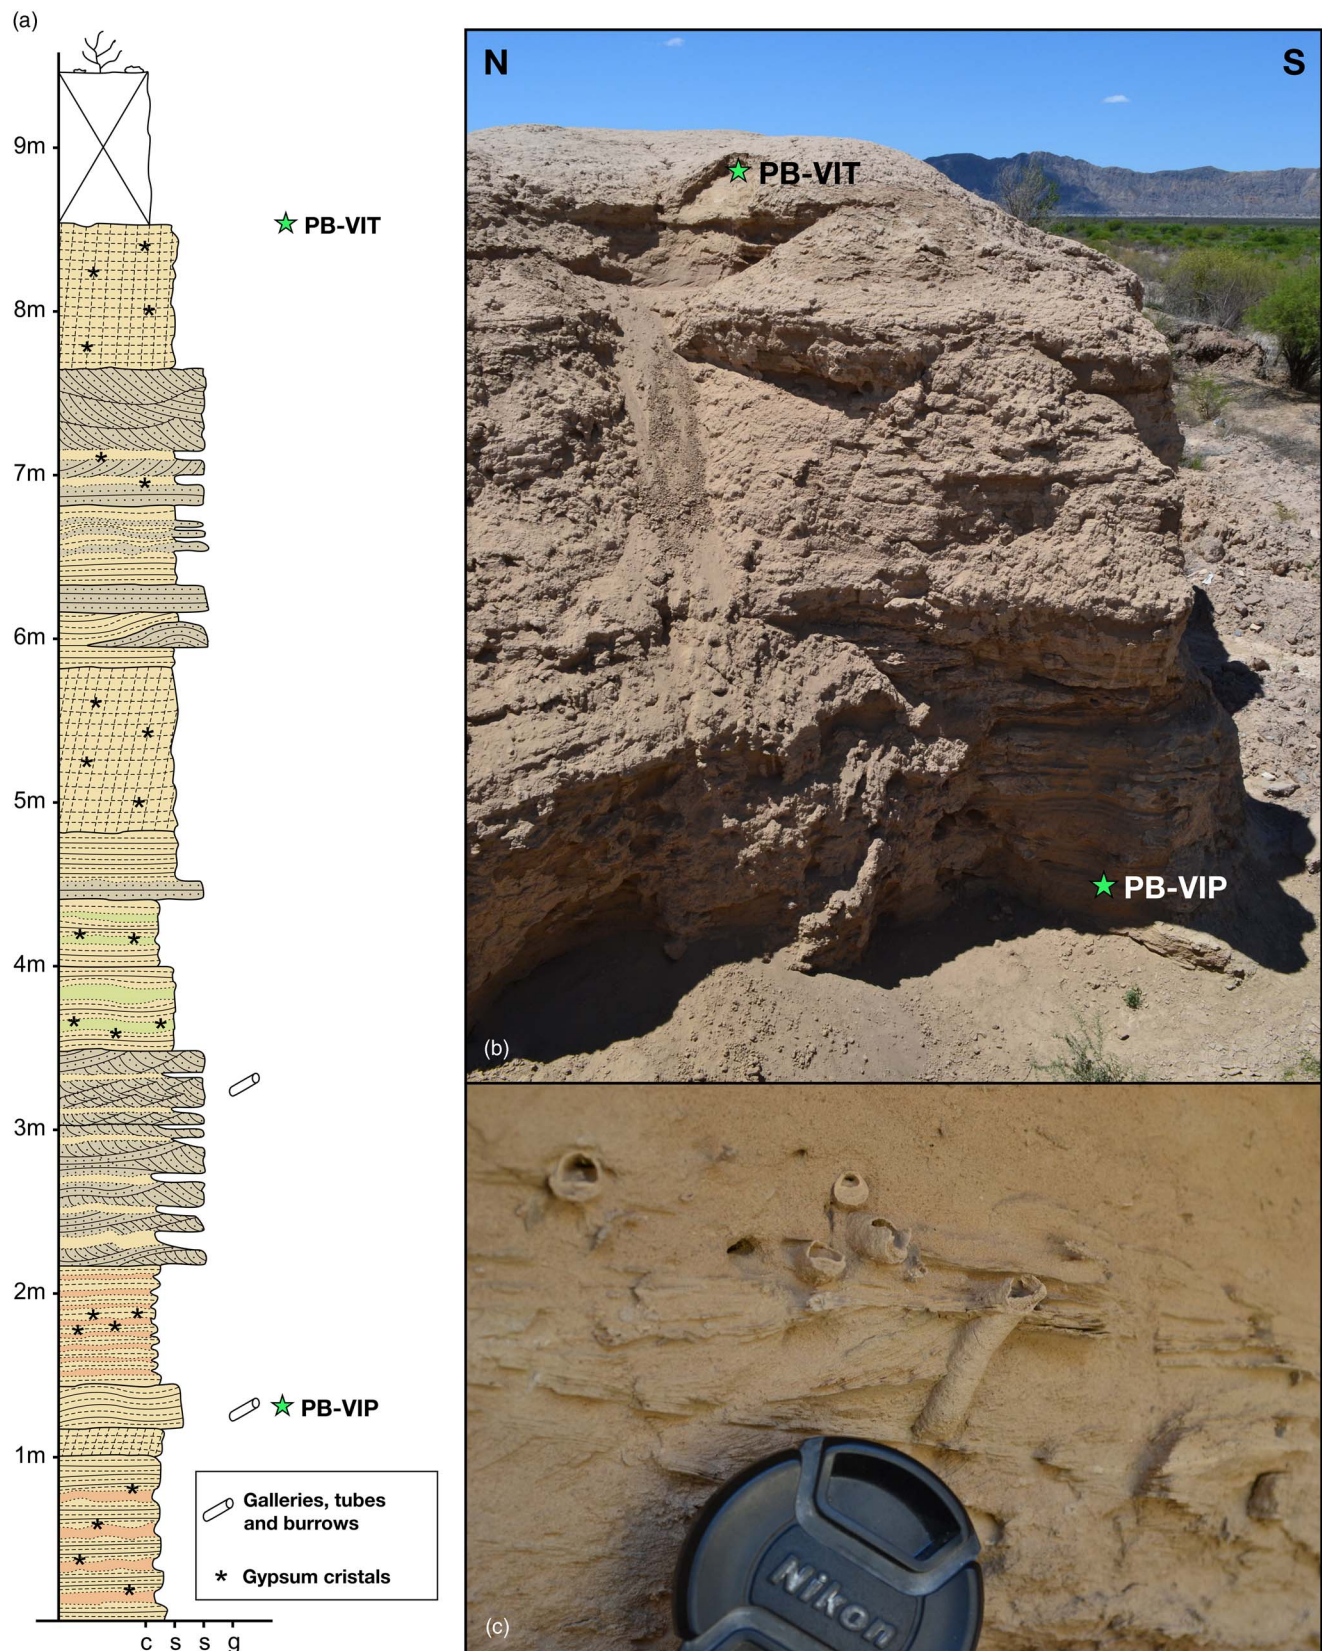 (a)
9m
PB-VIT
8m
7m
6m
5m
4m
3m
2m
PB-VIP
1m
Galleries, tubes
and burrows
* Gypsum cristals
c s s g
N S
PB-VIT
PB-VIP
(b)
Nikon
(c)